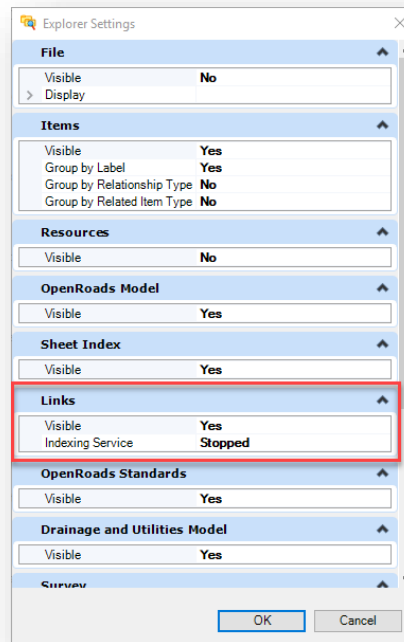 Explorer Settings
File
Visible No
Display
Items
Visible Yes
Group by Label Yes
Group by Relationship Type No
Group by Related Item Type No
Resources
Visible No
OpenRoads Model
Visible Yes
Sheet Index
Visible Yes
Links
Visible Yes
Indexing Service Stopped
OpenRoads Standards
Visible Yes
Drainage and Utilities Model
Visible Yes
Survey
OK Cancel